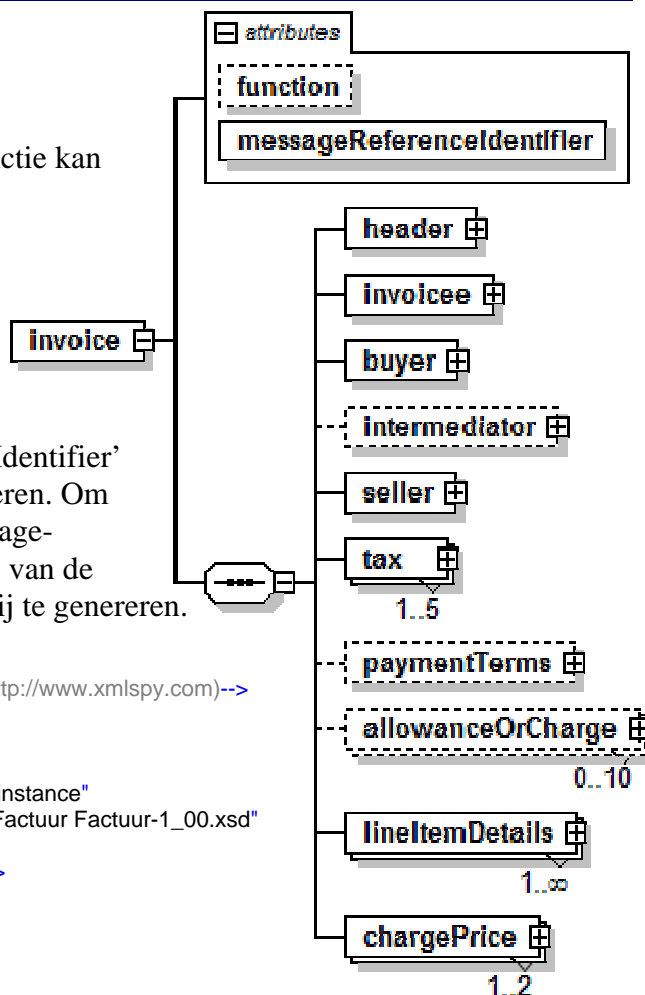 attributes
function
messageReferenceIdentifier
ctie kan
header
invoicee
invoice
buyer
intermediator
dentifier’
eren. Om
seller
age-
van de
tax
ij te genereren.
1..5
paymentTerms
tp://www.xmlspy.com)-->
allowanceOrCharge
0..10
instance"
Factuur Factuur-1_00.xsd"
lineItemDetails
>
1..∞
chargePrice
1..2